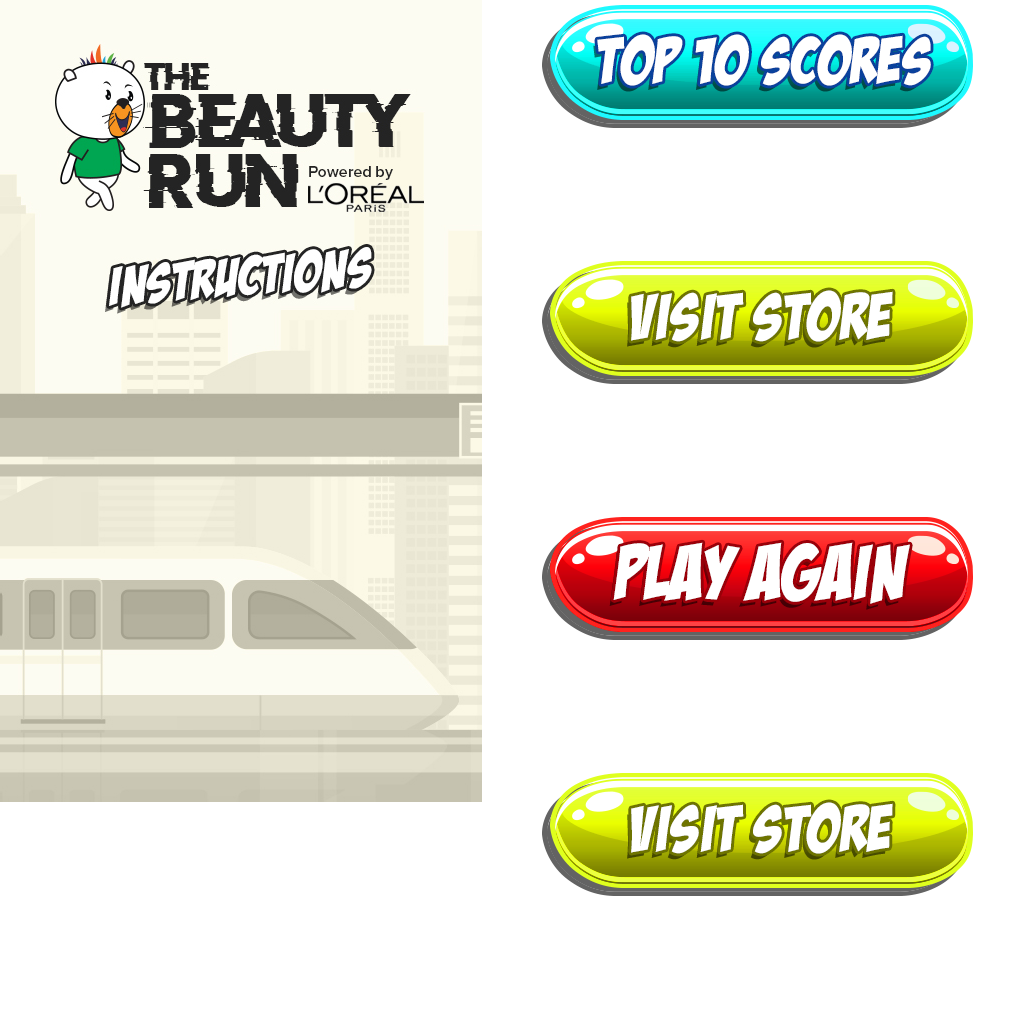 THE
BEAUTY
RUN
Powered by
L'ORÉAL
PARIS
INSTRUCTIONS
TOP 10 SCORES
VISIT STORE
PLAY AGAIN
VISIT STORE